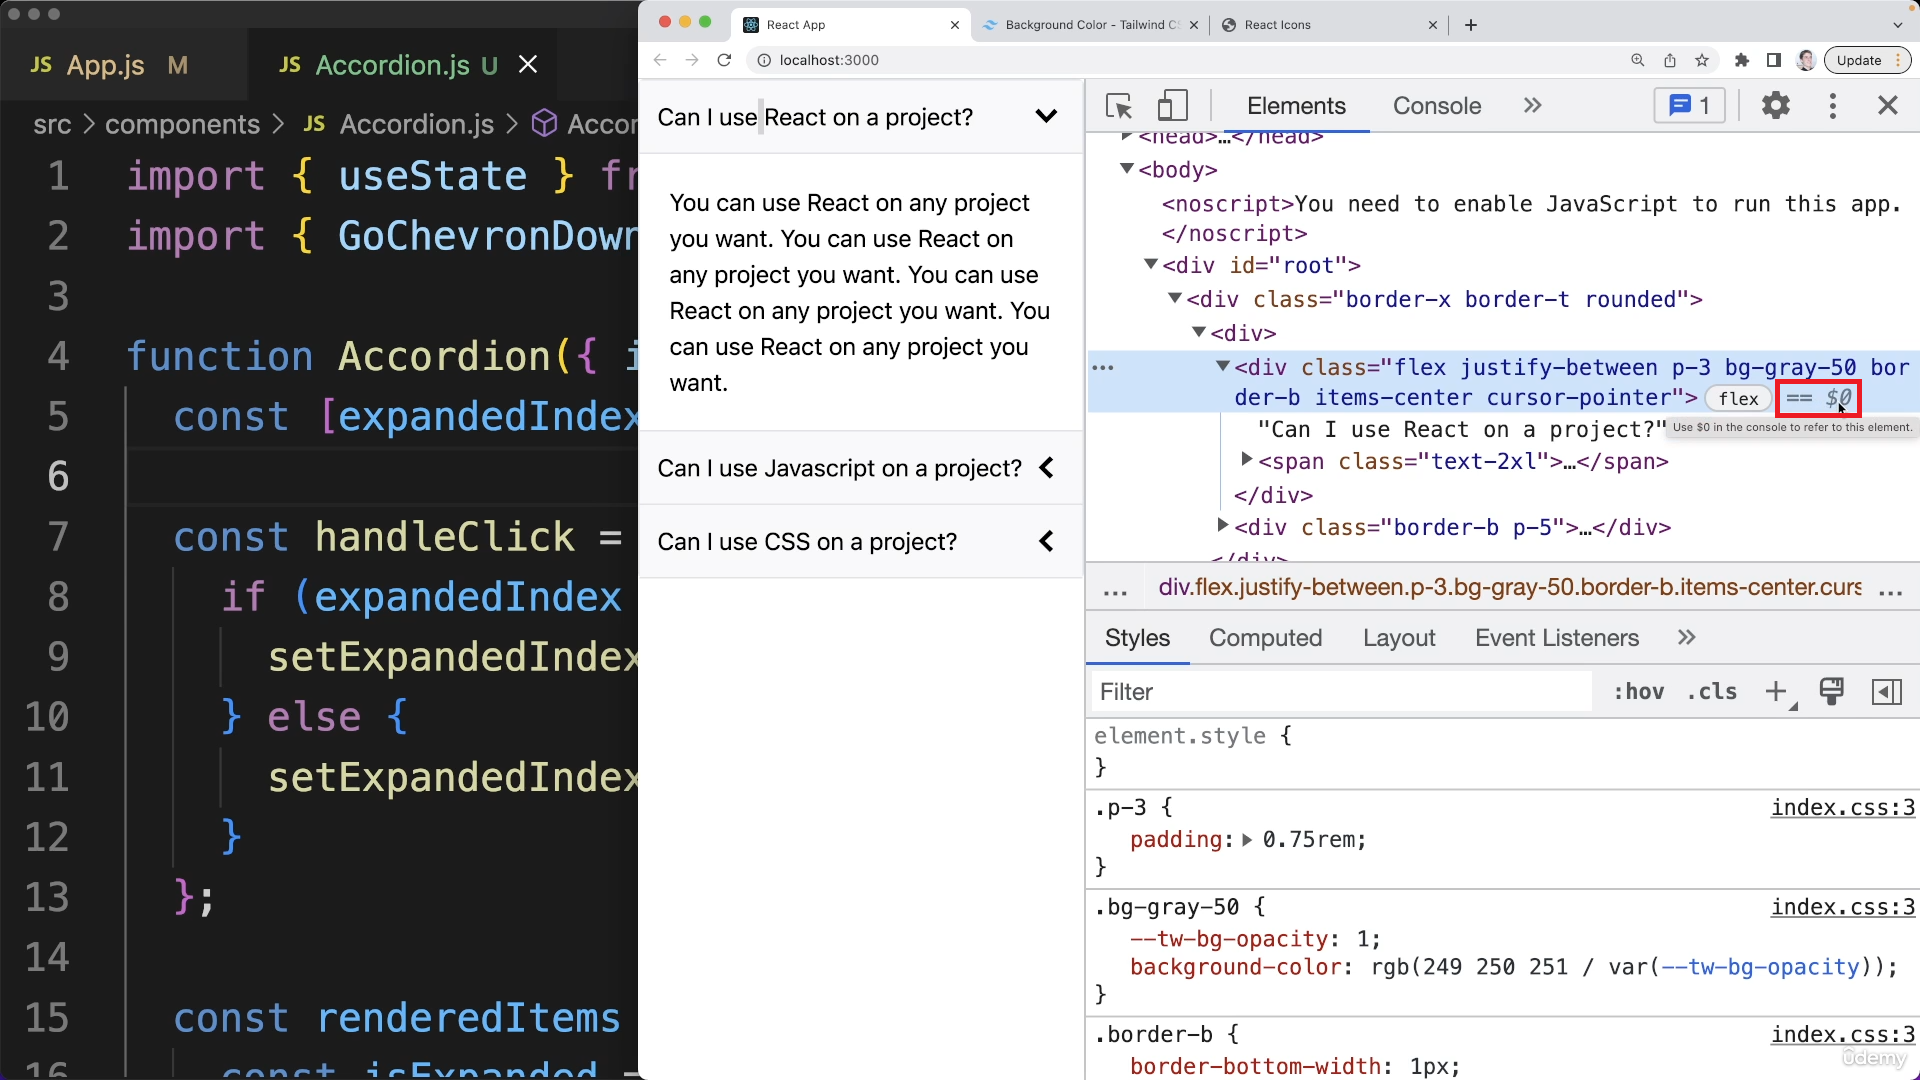 JS App.js M
JS Accordion.js U
src > components > JS Accordion.js > Accor
1 import { useState } fr
2 import { GoChevronDown
3
4 function Accordion({ i
5 const [expandedIndex
6
7 const handleClick =
8 if (expandedIndex
9 setExpandedIndex
10 } else {
11 setExpandedIndex
12 }
13 };
14
15 const renderedItems
16 const isExpanded =
React App
Background Color - Tailwind CS
React Icons
localhost:3000
Update
Can I use React on a project?
You can use React on any project
you want. You can use React on
any project you want. You can use
React on any project you want. You
can use React on any project you
want.
Can I use Javascript on a project?
Can I use CSS on a project?
Elements Console » 1
<head>…</head>
<body>
<noscript>You need to enable JavaScript to run this app.
</noscript>
<div id="root">
<div class="border-x border-t rounded">
<div>
<div class="flex justify-between p-3 bg-gray-50 bor
der-b items-center cursor-pointer"> flex == $0
Use $0 in the console to refer to this element.
"Can I use React on a project?"
<span class="text-2xl">…</span>
</div>
<div class="border-b p-5">…</div>
</div>
... div.flex.justify-between.p-3.bg-gray-50.border-b.items-center.curs ...
Styles Computed Layout Event Listeners »
Filter :hov .cls +
element.style {
}
.p-3 { index.css:3
padding: 0.75rem;
}
.bg-gray-50 { index.css:3
--tw-bg-opacity: 1;
background-color: rgb(249 250 251 / var(--tw-bg-opacity));
}
.border-b { index.css:3
border-bottom-width: 1px;
ûdemy